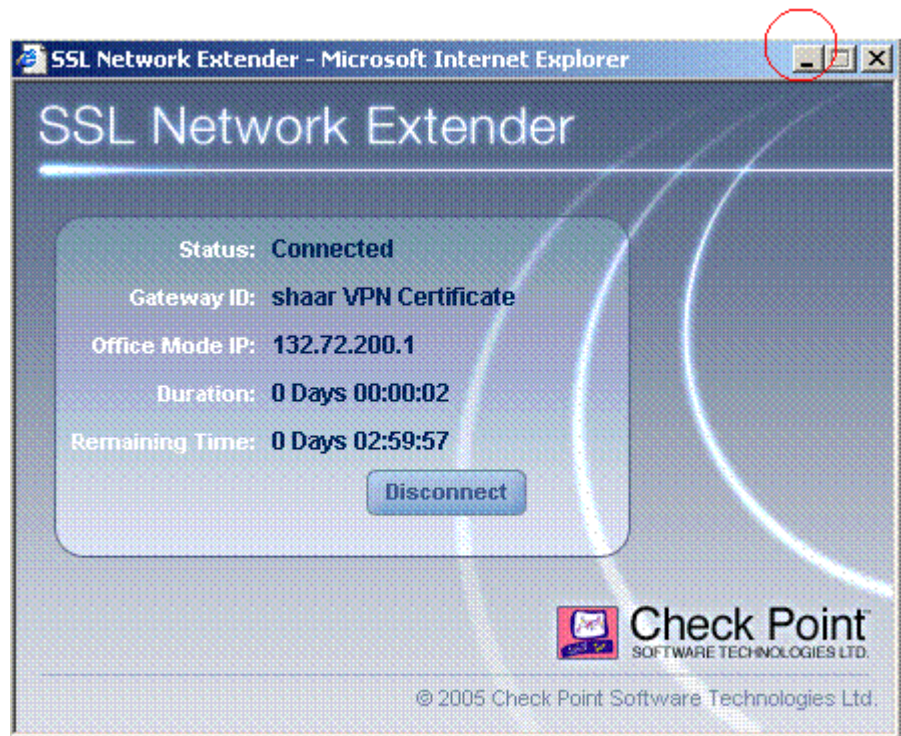 SSL Network Extender - Microsoft Internet Explorer
SSL Network Extender
Status: Connected
Gateway ID: shaar VPN Certificate
Office Mode IP: 132.72.200.1
Duration: 0 Days 00:00:02
Remaining Time: 0 Days 02:59:57
Disconnect
Check Point™
SOFTWARE TECHNOLOGIES LTD.
© 2005 Check Point Software Technologies Ltd.